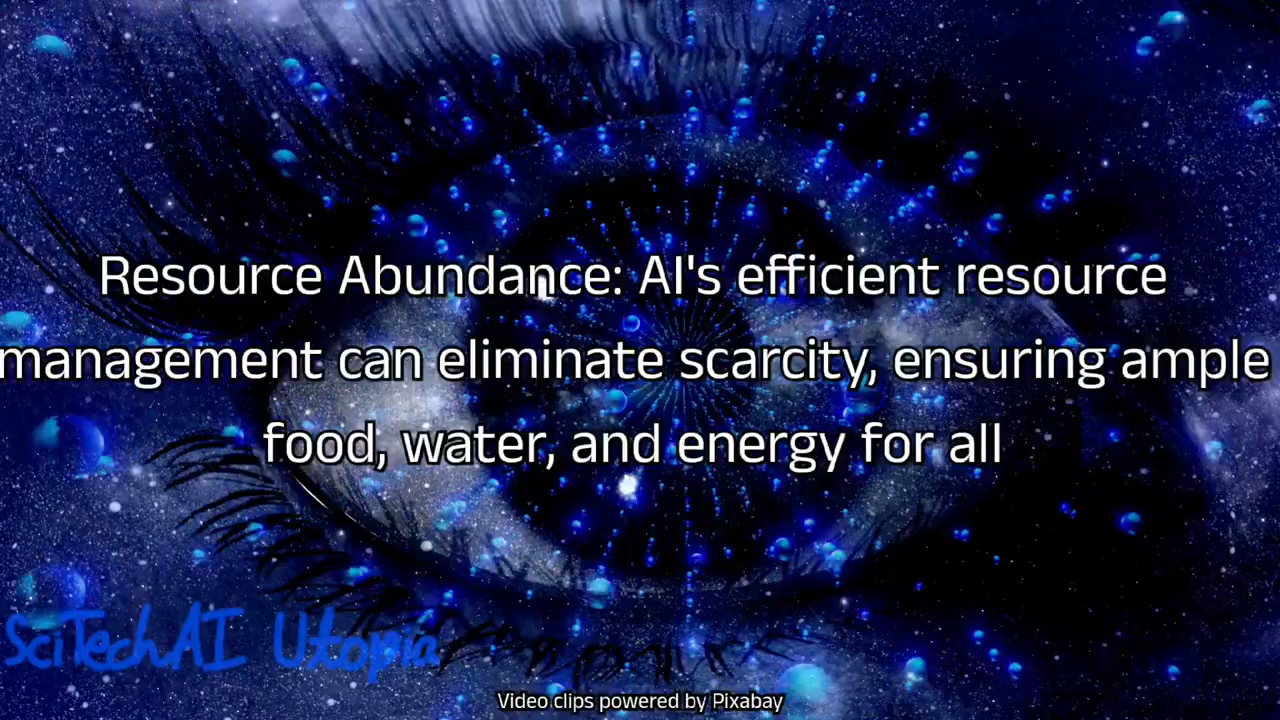 Resource Abundance: AI's efficient resource
management can eliminate scarcity, ensuring ample
food, water, and energy for all
SciTechAI Utopia
Video clips powered by Pixabay